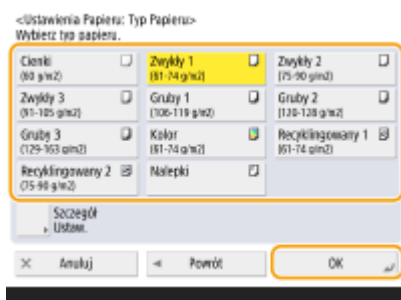 <Ustawienia Papieru: Typ Papieru>
Wybierz typ papieru.
Cienki
(60 g/m2)
Zwykły 1
(61-74 g/m2)
Zwykły 2
(75-90 g/m2)
Zwykły 3
(91-105 g/m2)
Gruby 1
(106-119 g/m2)
Gruby 2
(120-128 g/m2)
Gruby 3
(129-163 g/m2)
Kolor
(61-74 g/m2)
Recyklingowany 1
(61-74 g/m2)
Recyklingowany 2
(75-90 g/m2)
Nalepki
Szczegół
Ustaw.
Anuluj
Powrót
OK